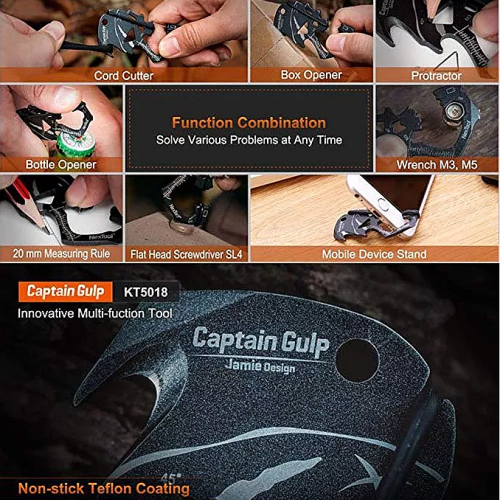 Cord Cutter
Box Opener
Protractor
Function Combination
Solve Various Problems at Any Time
Bottle Opener
Wrench M3, M5
NexTool
20 mm Measuring Rule
Flat Head Screwdriver SL4
Mobile Device Stand
Captain Gulp KT5018
Innovative Multi-fuction Tool
Captain Gulp
Jamie Design
45°
Non-stick Teflon Coating